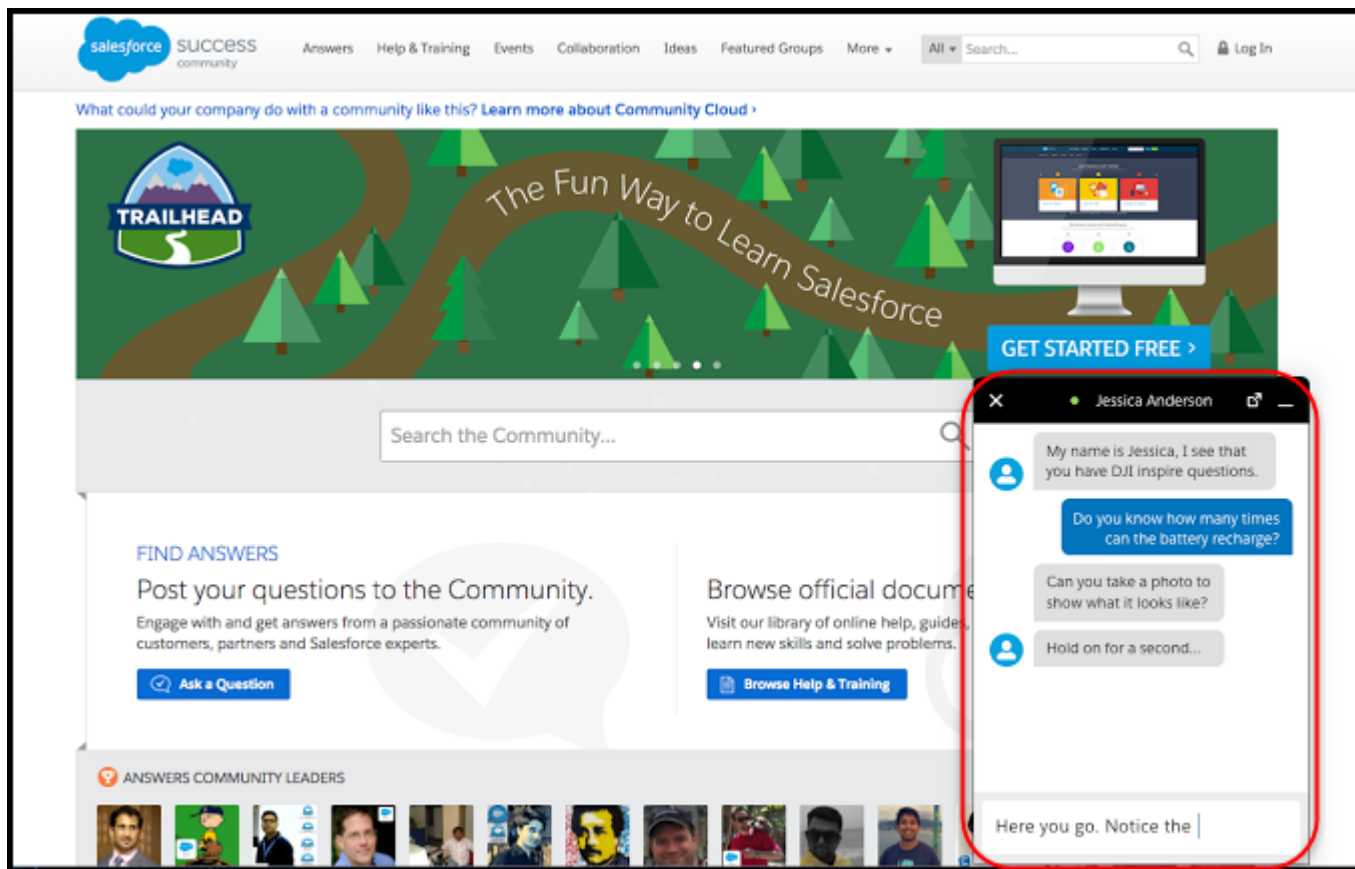 salesforce
success
community
Answers Help & Training Events Collaboration Ideas Featured Groups More
All Search...
Log In
What could your company do with a community like this? Learn more about Community Cloud ›
TRAILHEAD
The Fun Way to Learn Salesforce
GET STARTED FREE ›
Search the Community...
FIND ANSWERS
Post your questions to the Community.
Engage with and get answers from a passionate community of
customers, partners and Salesforce experts.
Ask a Question
Browse official docume
Visit our library of online help, guides,
learn new skills and solve problems.
Browse Help & Training
ANSWERS COMMUNITY LEADERS
Jessica Anderson
My name is Jessica, I see that
you have DJI inspire questions.
Do you know how many times
can the battery recharge?
Can you take a photo to
show what it looks like?
Hold on for a second...
Here you go. Notice the